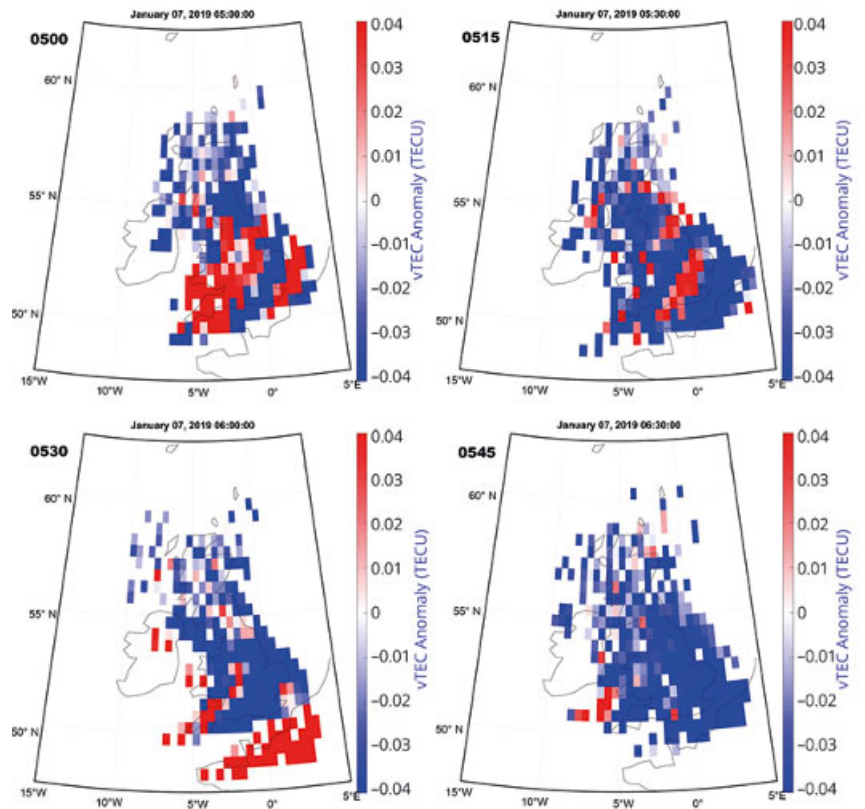 January 07, 2019 05:00:00
0500
60° N
55° N
50° N
15°W
10°W
5°W
0°
5°E
0.04
0.03
0.02
0.01
0
−0.01
−0.02
−0.03
−0.04
vTEC Anomaly (TECU)
January 07, 2019 05:30:00
0515
60° N
55° N
50° N
15°W
10°W
5°W
0°
5°E
0.04
0.03
0.02
0.01
0
−0.01
−0.02
−0.03
−0.04
vTEC Anomaly (TECU)
January 07, 2019 06:00:00
0530
60° N
55° N
50° N
15°W
10°W
5°W
0°
5°E
0.04
0.03
0.02
0.01
0
−0.01
−0.02
−0.03
−0.04
vTEC Anomaly (TECU)
January 07, 2019 06:30:00
0545
60° N
55° N
50° N
15°W
10°W
5°W
0°
5°E
0.04
0.03
0.02
0.01
0
−0.01
−0.02
−0.03
−0.04
vTEC Anomaly (TECU)